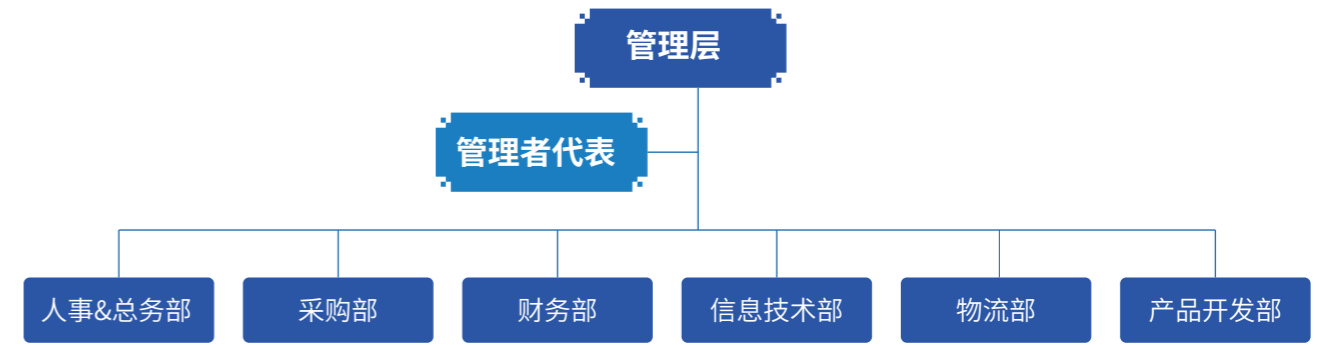 管理层
管理者代表
人事&总务部
采购部
财务部
信息技术部
物流部
产品开发部